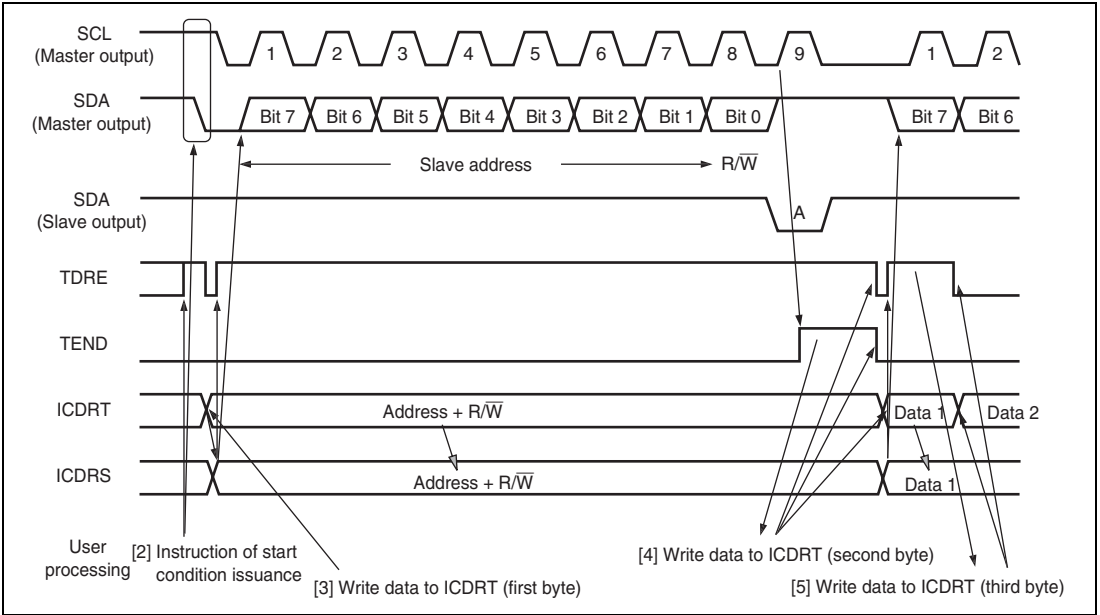 SCL
(Master output)
1 2 3 4 5 6 7 8 9 1 2
SDA
(Master output)
Bit 7 Bit 6 Bit 5 Bit 4 Bit 3 Bit 2 Bit 1 Bit 0 Bit 7 Bit 6
Slave address R/W̅
SDA
(Slave output)
A
TDRE
TEND
ICDRT
Address + R/W̅ Data 1 Data 2
ICDRS
Address + R/W̅ Data 1
User
processing
[2] Instruction of start
condition issuance
[3] Write data to ICDRT (first byte)
[4] Write data to ICDRT (second byte)
[5] Write data to ICDRT (third byte)